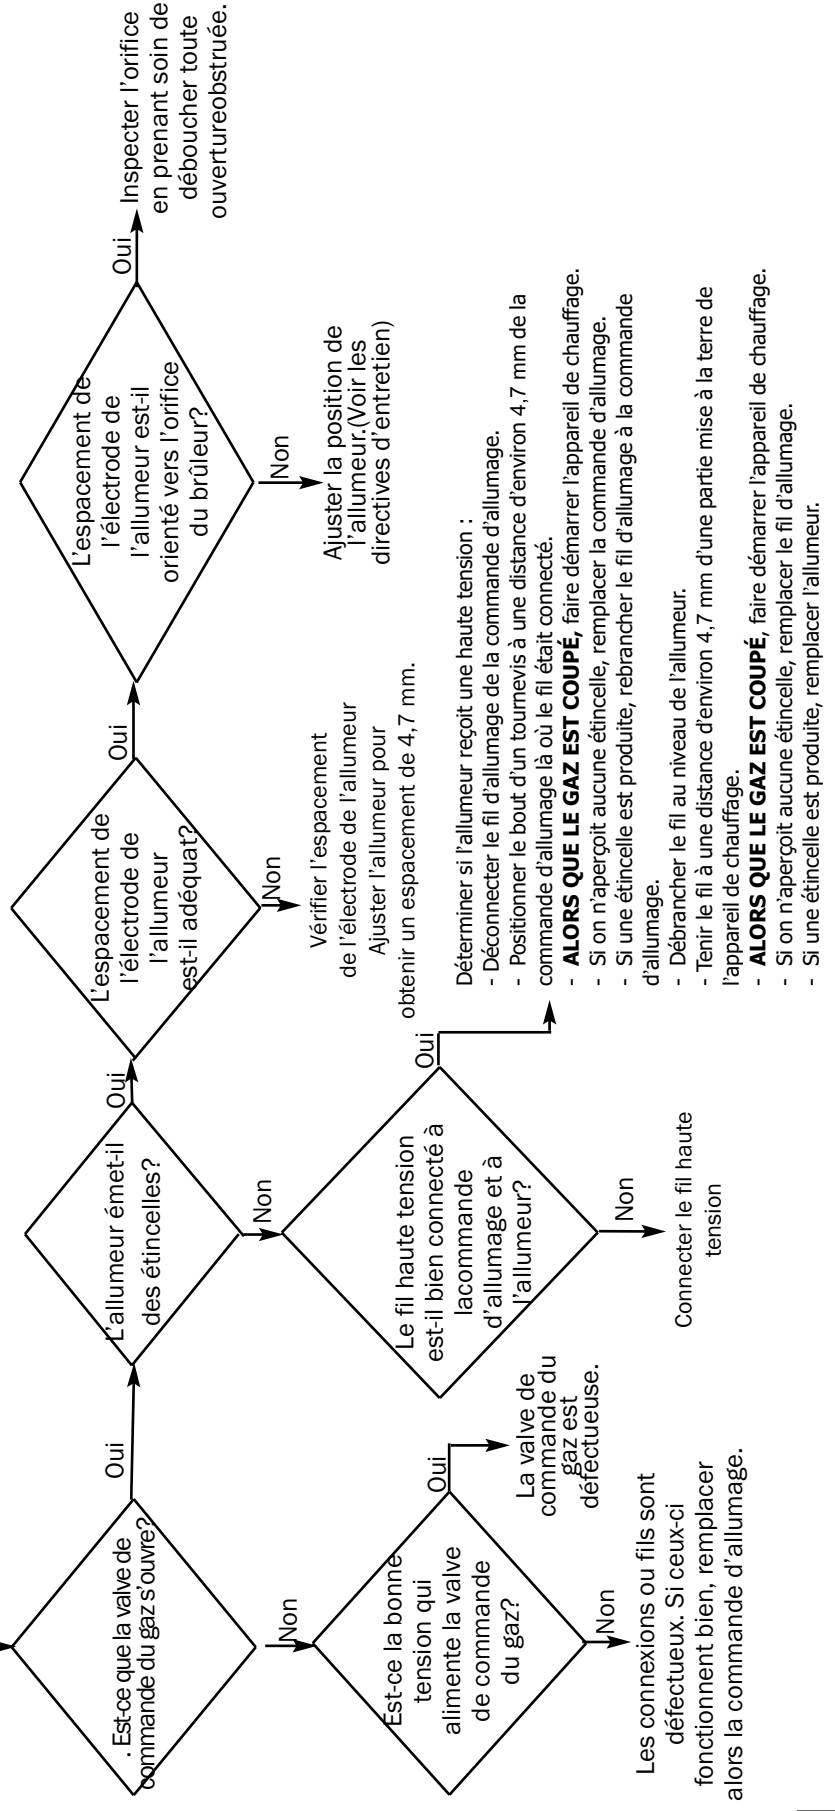 . Est-ce que la valve de
commande du gaz s'ouvre?
Oui
Non
Est-ce la bonne
tension qui
alimente la valve
de commande
du gaz?
Oui
La valve de
commande du
gaz est
défectueuse.
Non
Les connexions ou fils sont
défectueux. Si ceux-ci
fonctionnent bien, remplacer
alors la commande d'allumage.
L'allumeur émet-il
des étincelles?
Oui
Non
Le fil haute tension
est-il bien connecté à
lacommande
d'allumage et à
l'allumeur?
Oui
Non
Connecter le fil haute
tension
Déterminer si l'allumeur reçoit une haute tension :
- Déconnecter le fil d'allumage de la commande d'allumage.
- Positionner le bout d'un tournevis à une distance d'environ 4,7 mm de la
commande d'allumage là où le fil était connecté.
- ALORS QUE LE GAZ EST COUPÉ, faire démarrer l'appareil de chauffage.
- Si on n'aperçoit aucune étincelle, remplacer la commande d'allumage.
- Si une étincelle est produite, rebrancher le fil d'allumage à la commande
d'allumage.
- Débrancher le fil au niveau de l'allumeur.
- Tenir le fil à une distance d'environ 4,7 mm d'une partie mise à la terre de
l'appareil de chauffage.
- ALORS QUE LE GAZ EST COUPÉ, faire démarrer l'appareil de chauffage.
- Si on n'aperçoit aucune étincelle, remplacer le fil d'allumage.
- Si une étincelle est produite, remplacer l'allumeur.
L'espacement de
l'électrode de
l'allumeur
est-il adéquat?
Oui
Non
Vérifier l'espacement
de l'électrode de l'allumeur
Ajuster l'allumeur pour
obtenir un espacement de 4,7 mm.
L'espacement de
l'électrode de
l'allumeur est-il
orienté vers l'orifice
du brûleur?
Oui
Non
Ajuster la position de
l'allumeur.(Voir les
directives d'entretien)
Inspecter l'orifice
en prenant soin de
déboucher toute
ouvertureobstruée.